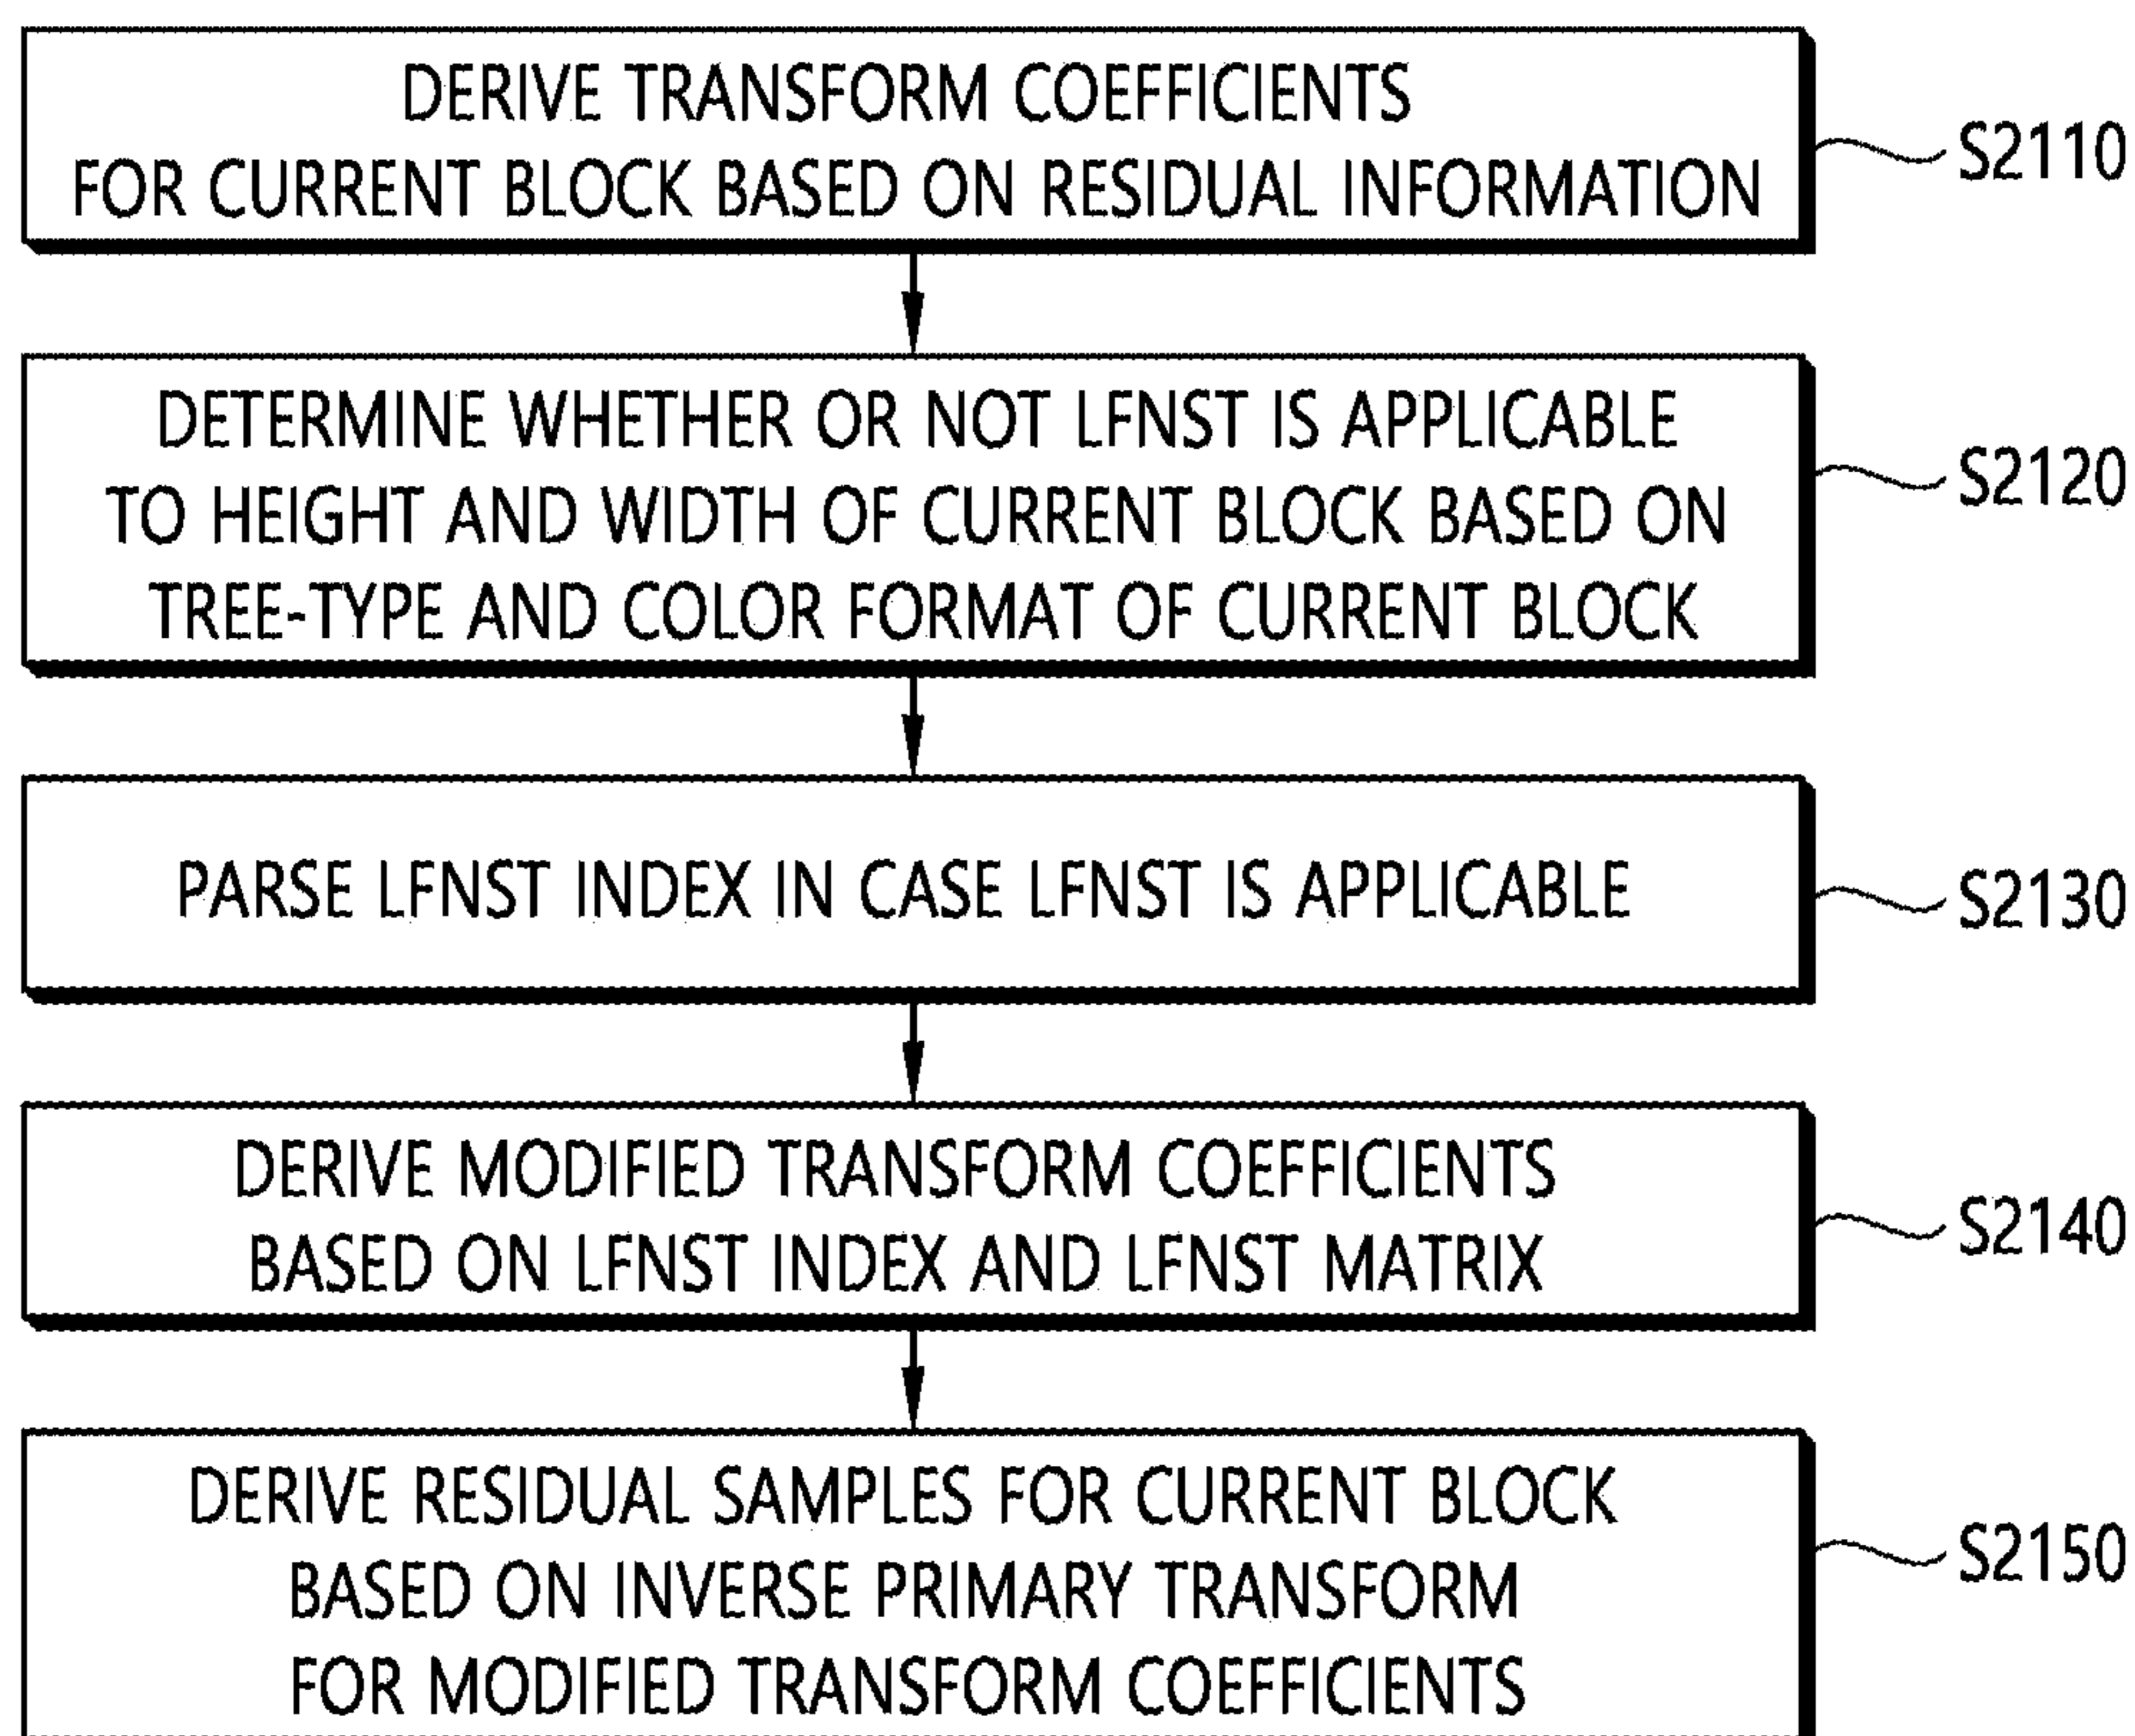 DERIVE TRANSFORM COEFFICIENTS
FOR CURRENT BLOCK BASED ON RESIDUAL INFORMATION
S2110
DETERMINE WHETHER OR NOT LFNST IS APPLICABLE
TO HEIGHT AND WIDTH OF CURRENT BLOCK BASED ON
TREE-TYPE AND COLOR FORMAT OF CURRENT BLOCK
S2120
PARSE LFNST INDEX IN CASE LFNST IS APPLICABLE
S2130
DERIVE MODIFIED TRANSFORM COEFFICIENTS
BASED ON LFNST INDEX AND LFNST MATRIX
S2140
DERIVE RESIDUAL SAMPLES FOR CURRENT BLOCK
BASED ON INVERSE PRIMARY TRANSFORM
FOR MODIFIED TRANSFORM COEFFICIENTS
S2150